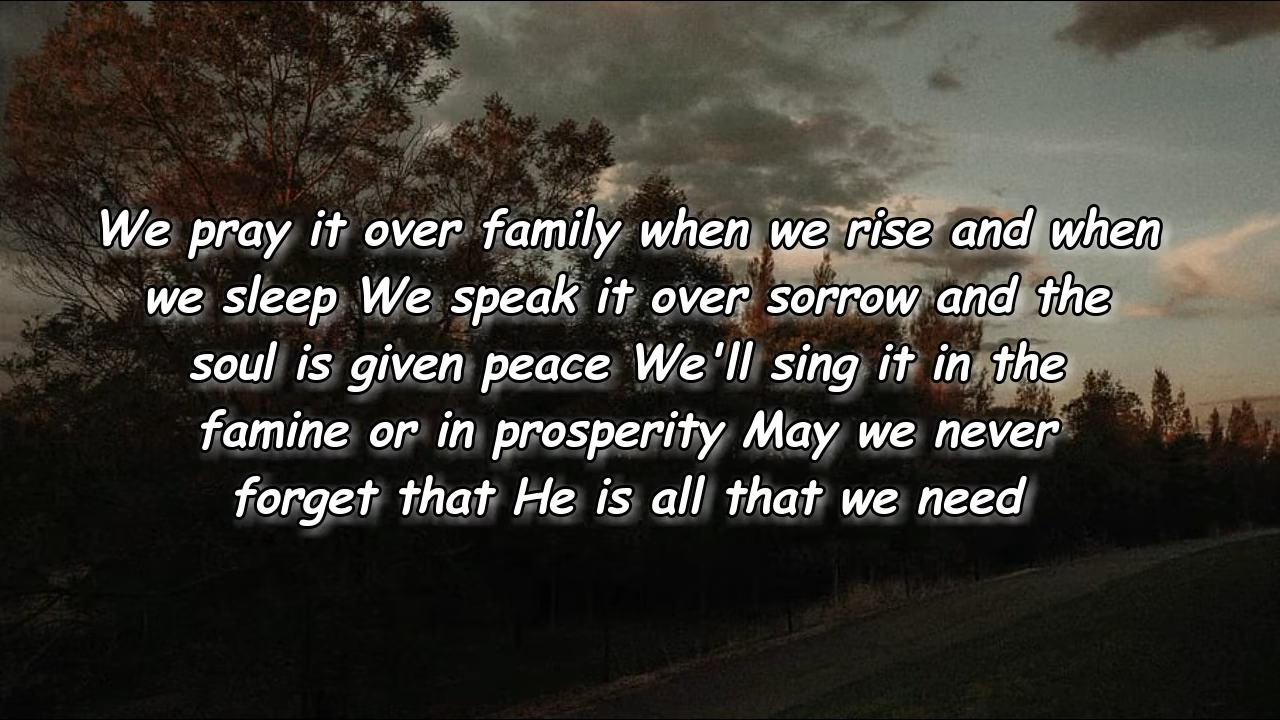 We pray it over family when we rise and when
we sleep We speak it over sorrow and the
soul is given peace We'll sing it in the
famine or in prosperity May we never
forget that He is all that we need